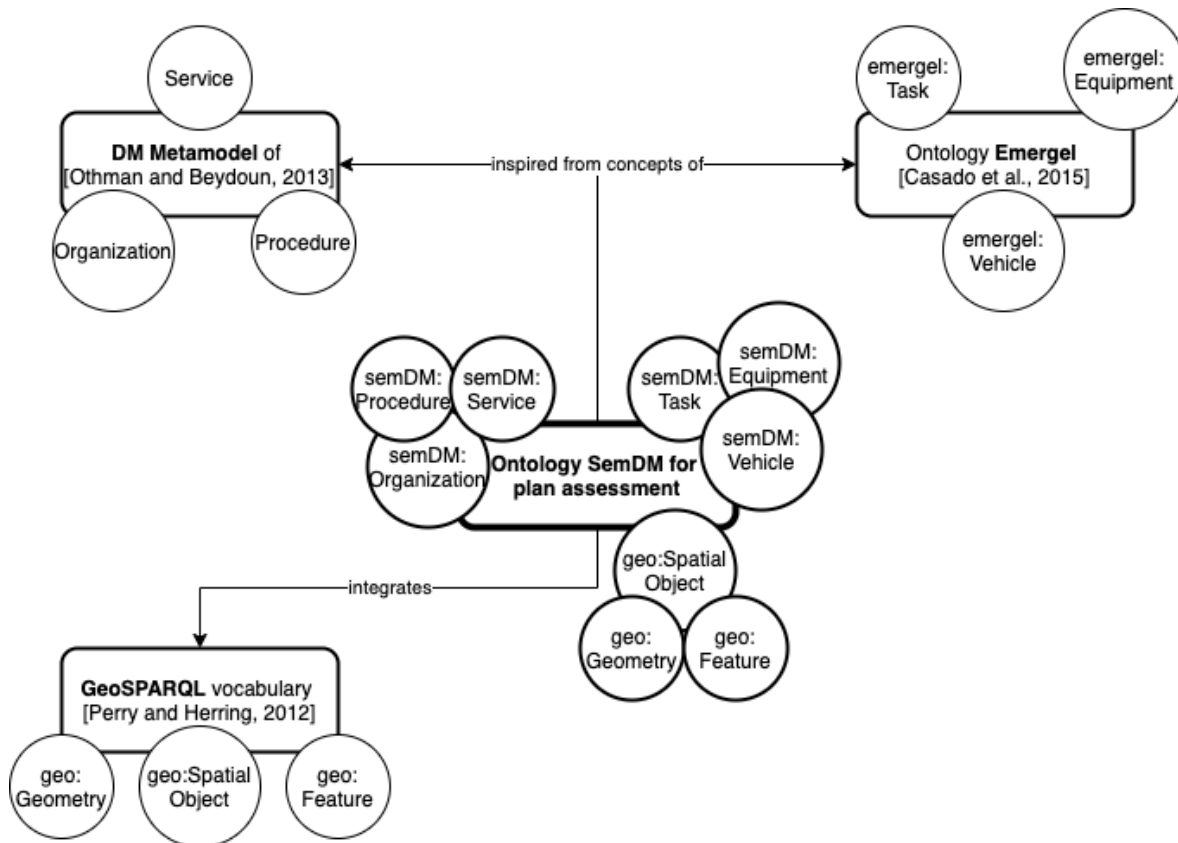 Service
DM Metamodel of
[Othman and Beydoun, 2013]
Organization
Procedure
inspired from concepts of
emergel:
Task
emergel:
Equipment
Ontology Emergel
[Casado et al., 2015]
emergel:
Vehicle
semDM:
Procedure
semDM:
Service
semDM:
Organization
semDM:
Task
semDM:
Equipment
semDM:
Vehicle
Ontology SemDM for
plan assessment
geo:Spatial
Object
geo:
Geometry
geo:
Feature
integrates
GeoSPARQL vocabulary
[Perry and Herring, 2012]
geo:
Geometry
geo:Spatial
Object
geo:
Feature